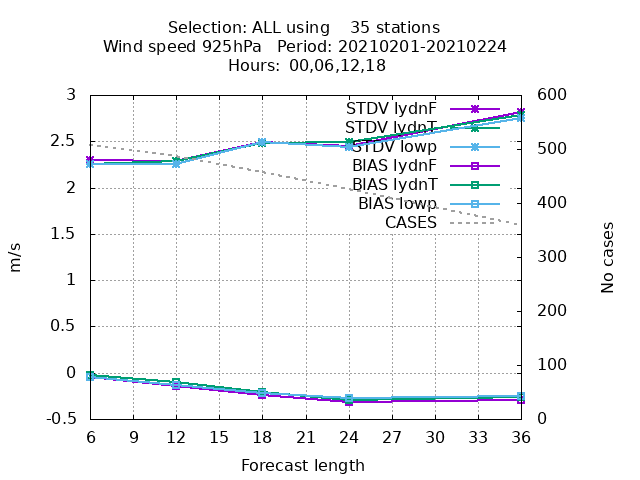 Selection: ALL using    35 stations
Wind speed 925hPa   Period: 20210201-20210224
Hours: 00,06,12,18
3
2.5
2
1.5
1
0.5
0
-0.5
m/s
600
500
400
300
200
100
0
No cases
STDV lydnF
STDV lydnT
STDV lowp
BIAS lydnF
BIAS lydnT
BIAS lowp
CASES
6 9 12 15 18 21 24 27 30 33 36
Forecast length